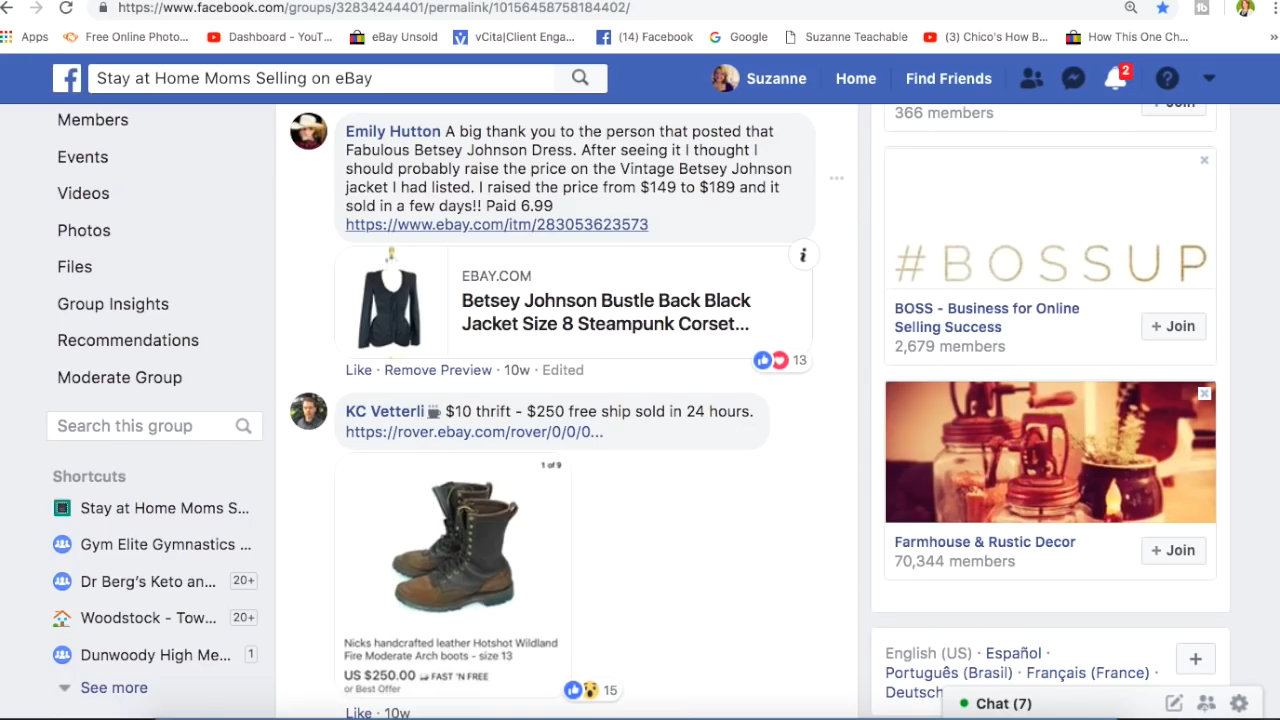 https://www.facebook.com/groups/32834244401/permalink/10156458758184402/
Apps
Free Online Photo...
Dashboard - YouT...
eBay Unsold
vCita|Client Enga...
(14) Facebook
Google
Suzanne Teachable
(3) Chico's How B...
How This One Ch...
»
Stay at Home Moms Selling on eBay
Suzanne
Home
Find Friends
2
Members
Events
Videos
Photos
Files
Group Insights
Recommendations
Moderate Group
Search this group
Shortcuts
Stay at Home Moms S...
Gym Elite Gymnastics ...
Dr Berg's Keto an... 20+
Woodstock - Tow... 20+
Dunwoody High Me... 1
See more
Emily Hutton A big thank you to the person that posted that
Fabulous Betsey Johnson Dress. After seeing it I thought I
should probably raise the price on the Vintage Betsey Johnson
jacket I had listed. I raised the price from $149 to $189 and it
sold in a few days!! Paid 6.99
https://www.ebay.com/itm/283053623573
EBAY.COM
Betsey Johnson Bustle Back Black
Jacket Size 8 Steampunk Corset...
13
Like · Remove Preview · 10w · Edited
KC Vetterli $10 thrift - $250 free ship sold in 24 hours.
https://rover.ebay.com/rover/0/0/0...
1 of 9
Nicks handcrafted leather Hotshot Wildland
Fire Moderate Arch boots - size 13
US $250.00 FAST 'N FREE
or Best Offer
15
Like · 10w
366 members
Join
#BOSSUP
BOSS - Business for Online
Selling Success
2,679 members
+ Join
Farmhouse & Rustic Decor
70,344 members
+ Join
English (US) · Español ·
Português (Brasil) · Français (France) ·
Deutsch
Chat (7)